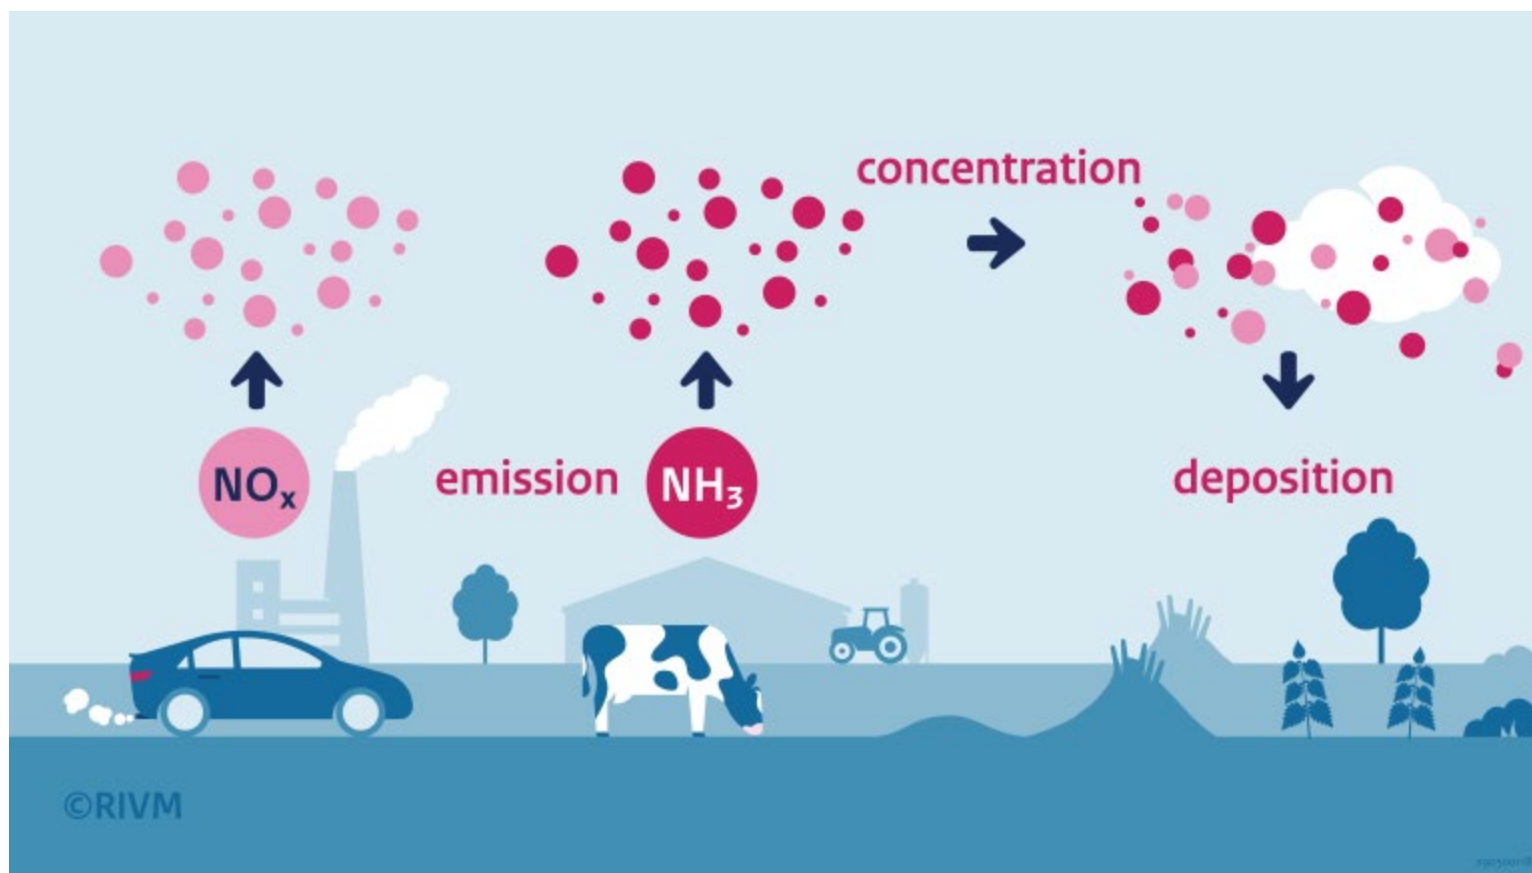 concentration
NOₓ
emission
NH₃
deposition
©RIVM